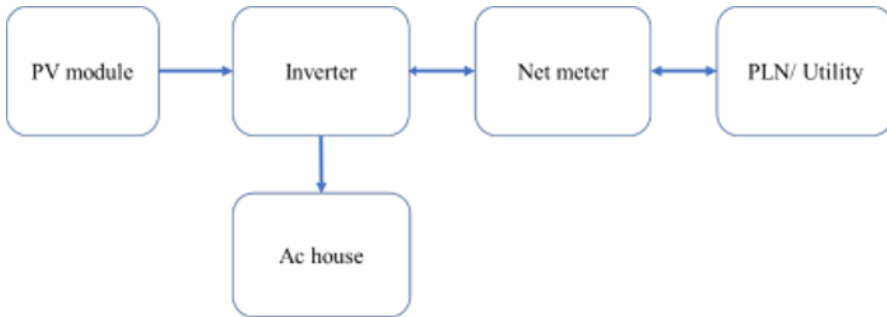 PV module
Inverter
Net meter
PLN/ Utility
Ac house